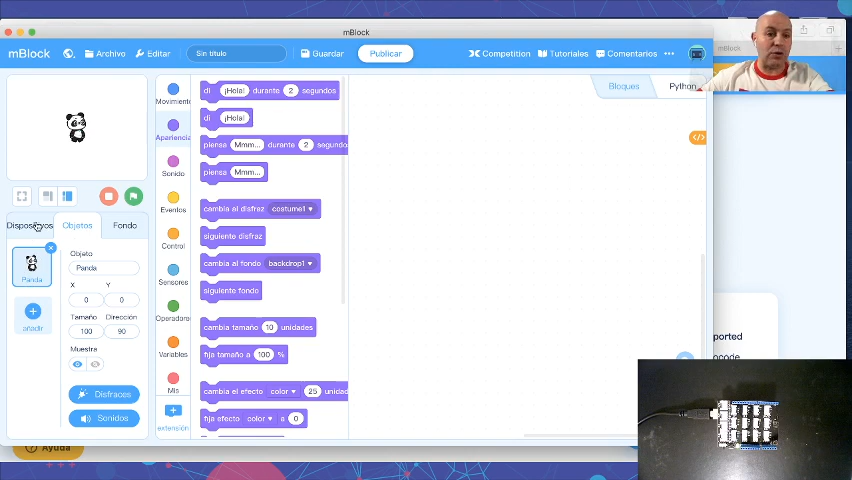 mBlock
mBlock
Archivo
Editar
Sin título
Guardar
Publicar
Competition
Tutoriales
Comentarios
mBlock
Bloques
Python
Movimiento
Apariencia
Sonido
Eventos
Control
Sensores
Operadores
Variables
Mis
extensión
di ¡Hola! durante 2 segundos
di ¡Hola!
piensa Mmm... durante 2 segundo
piensa Mmm...
cambia al disfraz costume1
siguiente disfraz
cambia al fondo backdrop1
siguiente fondo
cambia tamaño 10 unidades
fija tamaño a 100 %
cambia el efecto color 25 unidad
fija efecto color a 0
Dispositivos
Objetos
Fondo
Panda
añadir
Objeto
Panda
X
Y
0
0
Tamaño
Dirección
100
90
Muestra
Disfraces
Sonidos
Ayuda
ported
ocode